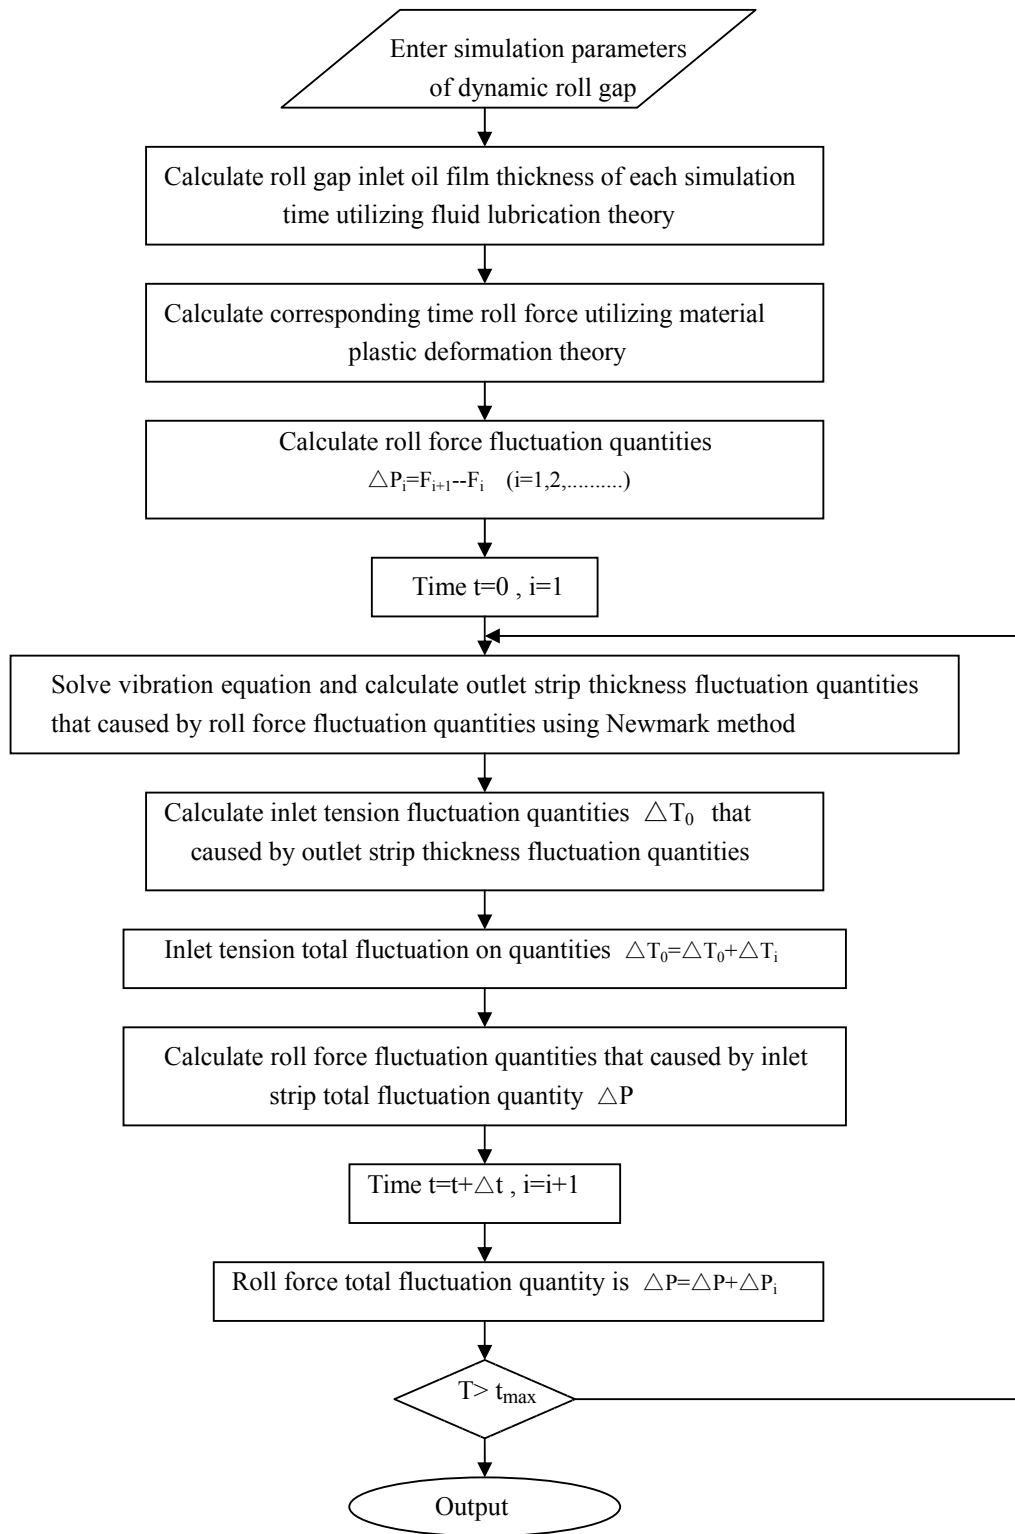 Enter simulation parameters
of dynamic roll gap
Calculate roll gap inlet oil film thickness of each simulation
time utilizing fluid lubrication theory
Calculate corresponding time roll force utilizing material
plastic deformation theory
Calculate roll force fluctuation quantities
△Pᵢ=Fᵢ₊₁--Fᵢ (i=1,2,..........)
Time t=0 , i=1
Solve vibration equation and calculate outlet strip thickness fluctuation quantities
that caused by roll force fluctuation quantities using Newmark method
Calculate inlet tension fluctuation quantities △T₀ that
caused by outlet strip thickness fluctuation quantities
Inlet tension total fluctuation on quantities △T₀=△T₀+△Tᵢ
Calculate roll force fluctuation quantities that caused by inlet
strip total fluctuation quantity △P
Time t=t+△t , i=i+1
Roll force total fluctuation quantity is △P=△P+△Pᵢ
T> tₘₐₓ
Output